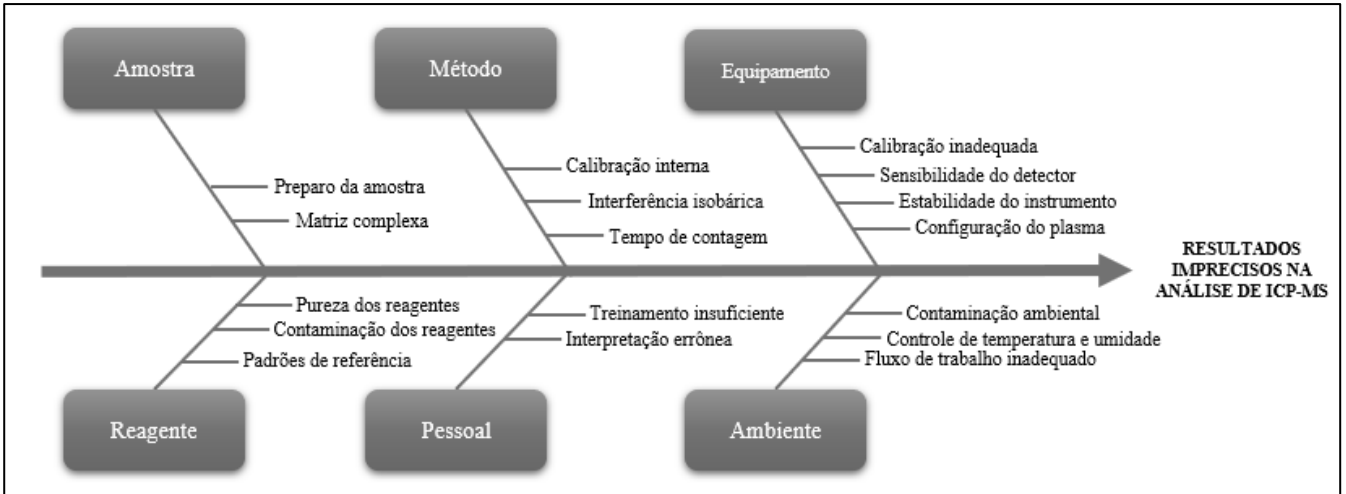 Amostra
Método
Equipamento
Preparo da amostra
Matriz complexa
Calibração interna
Interferência isobárica
Tempo de contagem
Calibração inadequada
Sensibilidade do detector
Estabilidade do instrumento
Configuração do plasma
RESULTADOS
IMPRECISOS NA
ANÁLISE DE ICP-MS
Pureza dos reagentes
Contaminação dos reagentes
Padrões de referência
Treinamento insuficiente
Interpretação errônea
Contaminação ambiental
Controle de temperatura e umidade
Fluxo de trabalho inadequado
Reagente
Pessoal
Ambiente